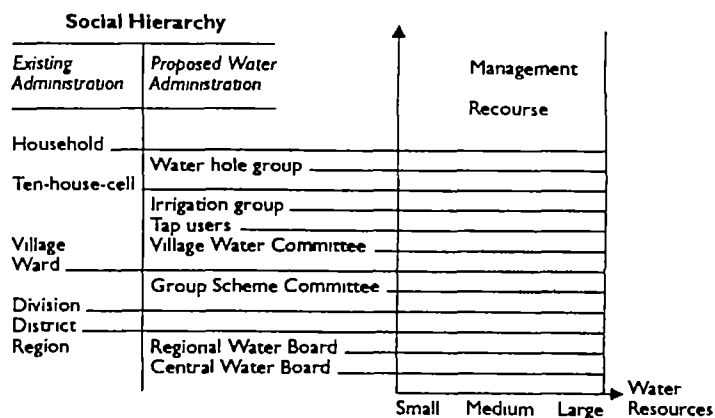 Social Hierarchy
Existing Administration
Proposed Water Administration
Management
Recourse
Household
Water hole group
Ten-house-cell
Irrigation group
Tap users
Village
Village Water Committee
Ward
Group Scheme Committee
Division
District
Region
Regional Water Board
Central Water Board
Small
Medium
Large
Water Resources